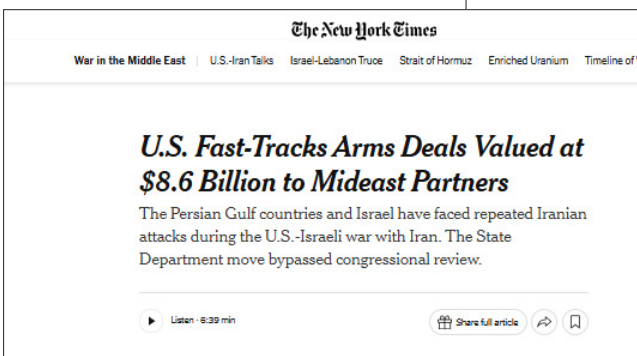 The New York Times
War in the Middle East | U.S.-Iran Talks Israel-Lebanon Truce Strait of Hormuz Enriched Uranium Timeline of
U.S. Fast-Tracks Arms Deals Valued at
$8.6 Billion to Mideast Partners
The Persian Gulf countries and Israel have faced repeated Iranian
attacks during the U.S.-Israeli war with Iran. The State
Department move bypassed congressional review.
Listen · 6:39 min
Share full article